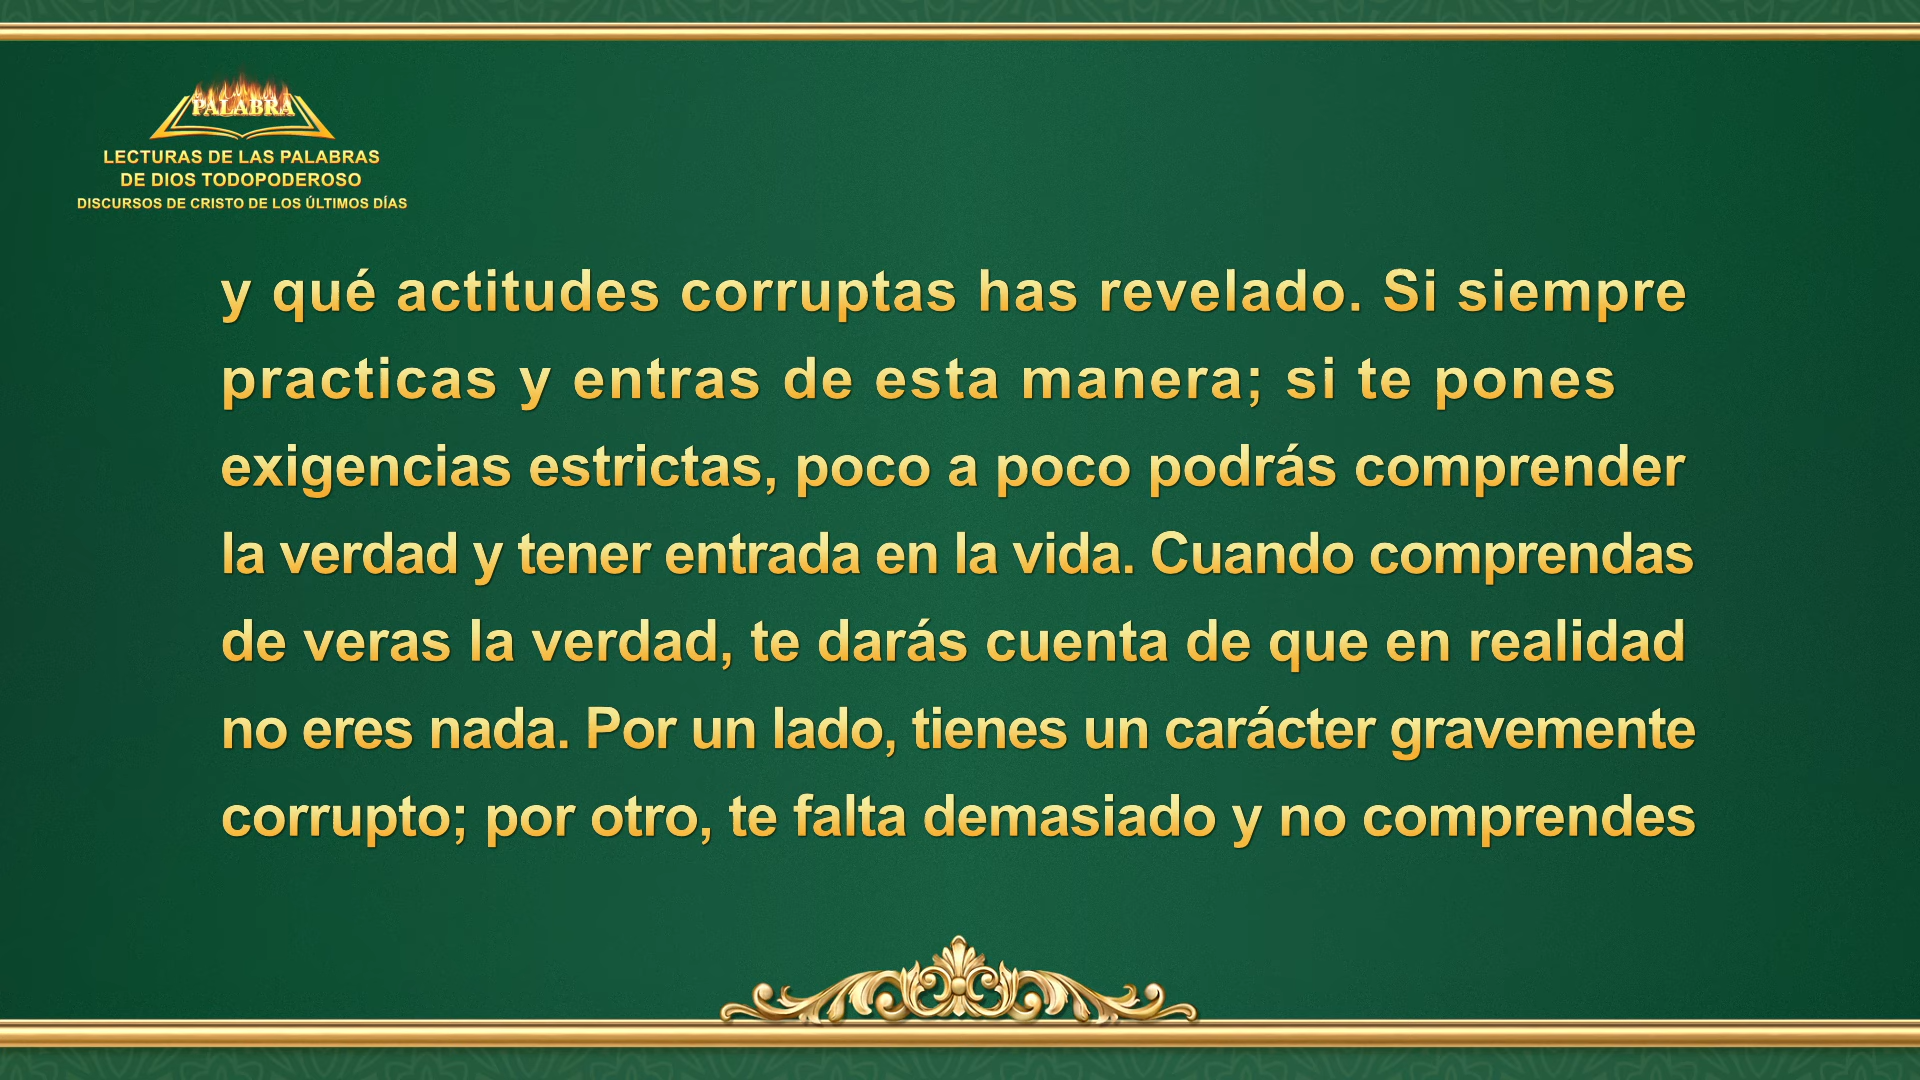 PALABRA
LECTURAS DE LAS PALABRAS
DE DIOS TODOPODEROSO
DISCURSOS DE CRISTO DE LOS ÚLTIMOS DÍAS
y qué actitudes corruptas has revelado. Si siempre
practicas y entras de esta manera; si te pones
exigencias estrictas, poco a poco podrás comprender
la verdad y tener entrada en la vida. Cuando comprendas
de veras la verdad, te darás cuenta de que en realidad
no eres nada. Por un lado, tienes un carácter gravemente
corrupto; por otro, te falta demasiado y no comprendes